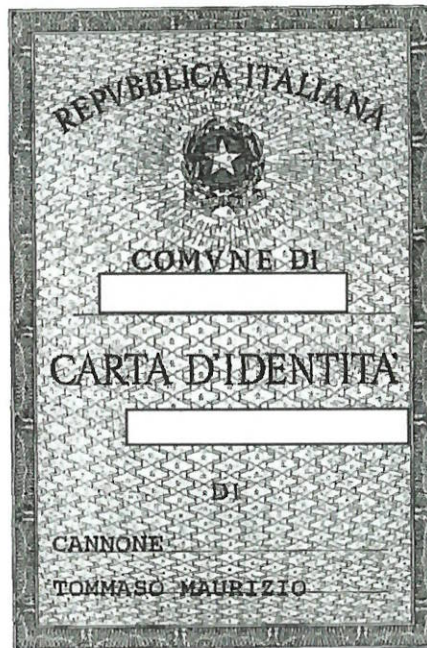 REPVBBLICA ITALIANA
COMVNE DI
CARTA D'IDENTITA'
DI
CANNONE
TOMMASO MAURIZIO